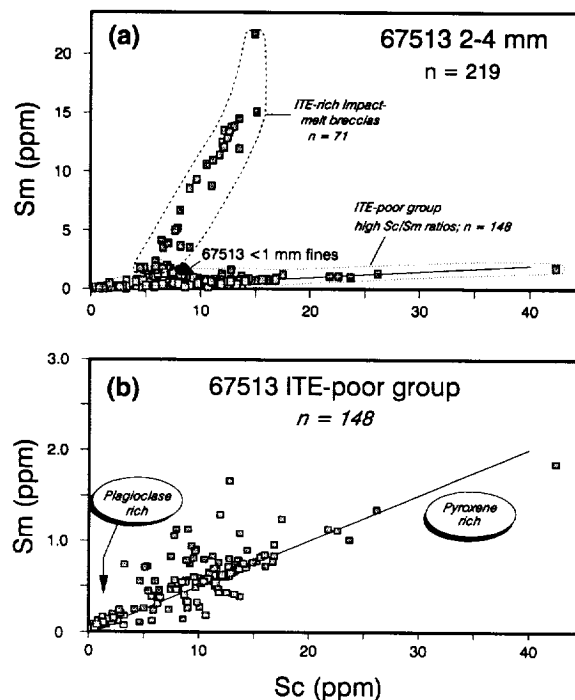 (a)
67513 2-4 mm
n = 219
ITE-rich Impact-
melt breccias
n = 71
ITE-poor group
high Sc/Sm ratios; n = 148
67513 <1 mm fines
Sm (ppm)
20
15
10
5
0
0 10 20 30 40
(b)
67513 ITE-poor group
n = 148
Plagioclase
rich
Pyroxene
rich
Sm (ppm)
3.0
2.0
1.0
0
0 10 20 30 40
Sc (ppm)